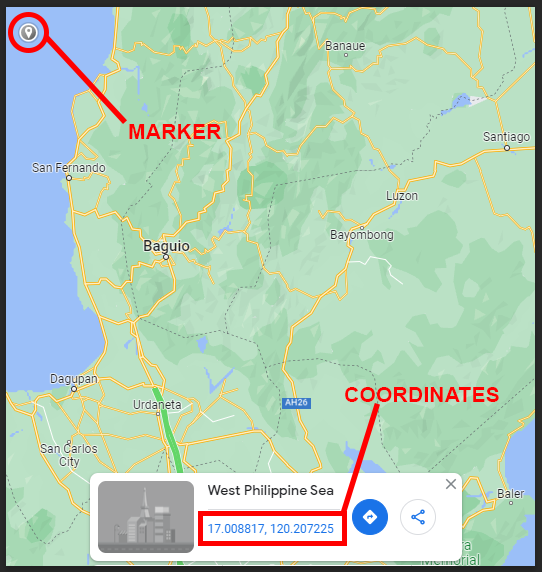 Banaue
MARKER
Santiago
San Fernando
Luzon
Bayombong
Baguio
Dagupan
AH26
COORDINATES
Urdaneta
San Carlos
City
West Philippine Sea
Baler
17.008817, 120.207225